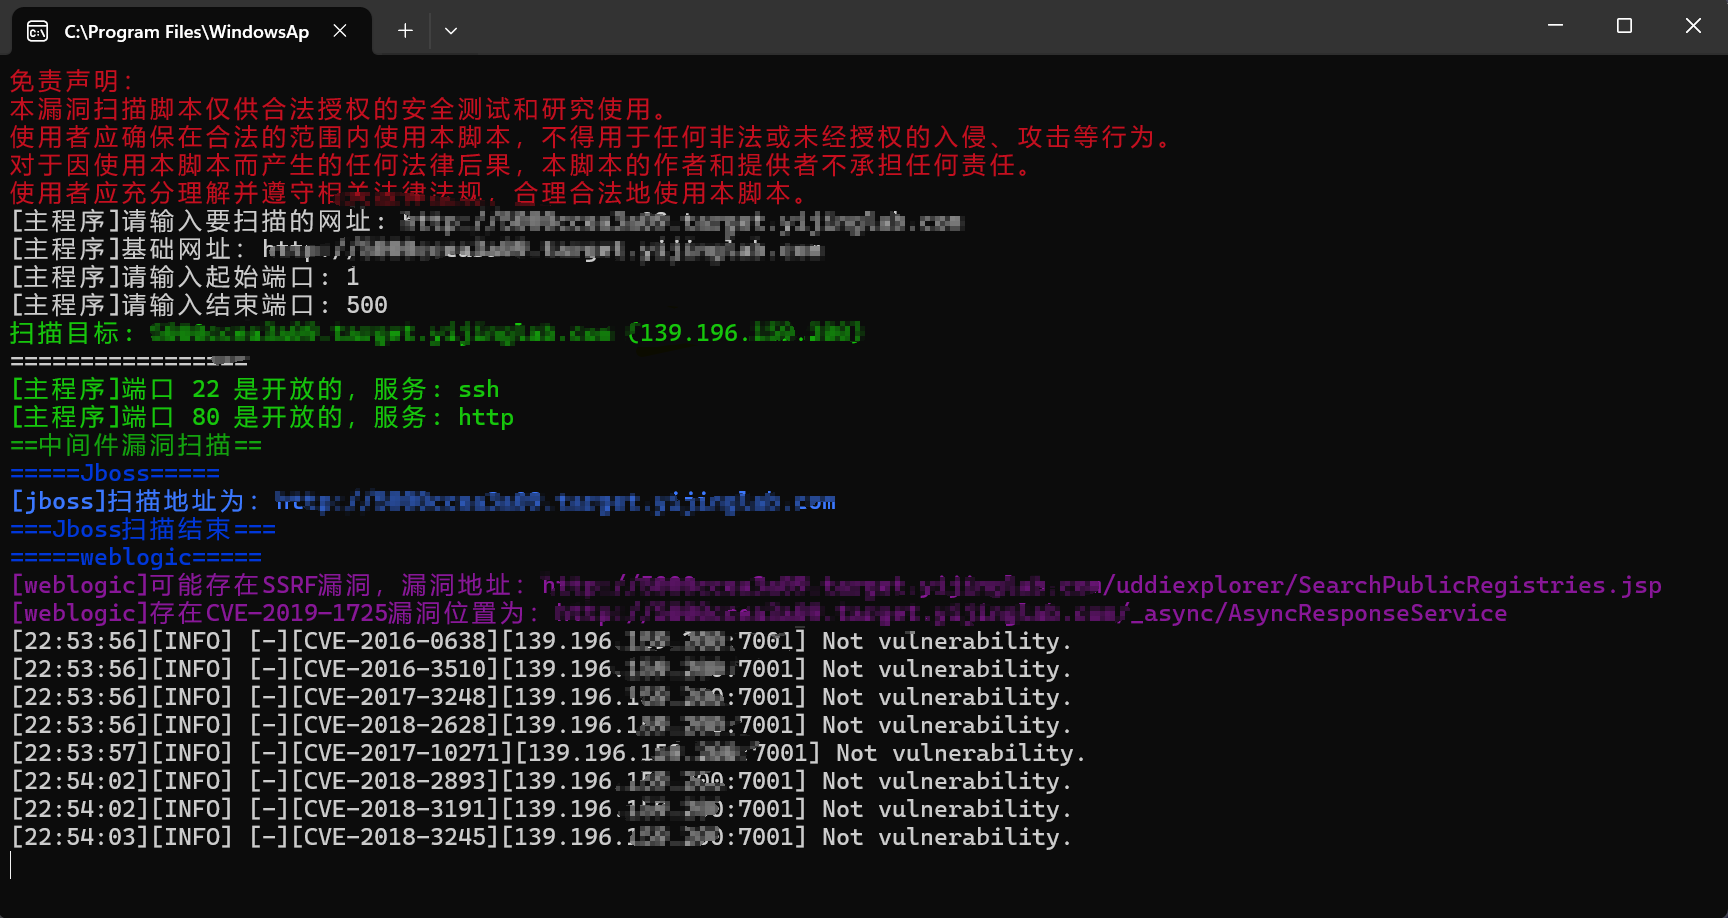 C:\Program Files\WindowsAp
免责声明：
本漏洞扫描脚本仅供合法授权的安全测试和研究使用。
使用者应确保在合法的范围内使用本脚本，不得用于任何非法或未经授权的入侵、攻击等行为。
对于因使用本脚本而产生的任何法律后果，本脚本的作者和提供者不承担任何责任。
使用者应充分理解并遵守相关法律法规，合理合法地使用本脚本。
[主程序]请输入要扫描的网址：
[主程序]基础网址：
[主程序]请输入起始端口：1
[主程序]请输入结束端口：500
扫描目标： (139.196.
=================
[主程序]端口 22 是开放的，服务：ssh
[主程序]端口 80 是开放的，服务：http
==中间件漏洞扫描==
=====Jboss=====
[jboss]扫描地址为：
===Jboss扫描结束===
=====weblogic=====
[weblogic]可能存在SSRF漏洞，漏洞地址： /uddiexplorer/SearchPublicRegistries.jsp
[weblogic]存在CVE-2019-1725漏洞位置为： /_async/AsyncResponseService
[22:53:56][INFO] [-][CVE-2016-0638][139.196. :7001] Not vulnerability.
[22:53:56][INFO] [-][CVE-2016-3510][139.196. 7001] Not vulnerability.
[22:53:56][INFO] [-][CVE-2017-3248][139.196. :7001] Not vulnerability.
[22:53:56][INFO] [-][CVE-2018-2628][139.196. 7001] Not vulnerability.
[22:53:57][INFO] [-][CVE-2017-10271][139.196. 7001] Not vulnerability.
[22:54:02][INFO] [-][CVE-2018-2893][139.196. :7001] Not vulnerability.
[22:54:02][INFO] [-][CVE-2018-3191][139.196. :7001] Not vulnerability.
[22:54:03][INFO] [-][CVE-2018-3245][139.196. :7001] Not vulnerability.